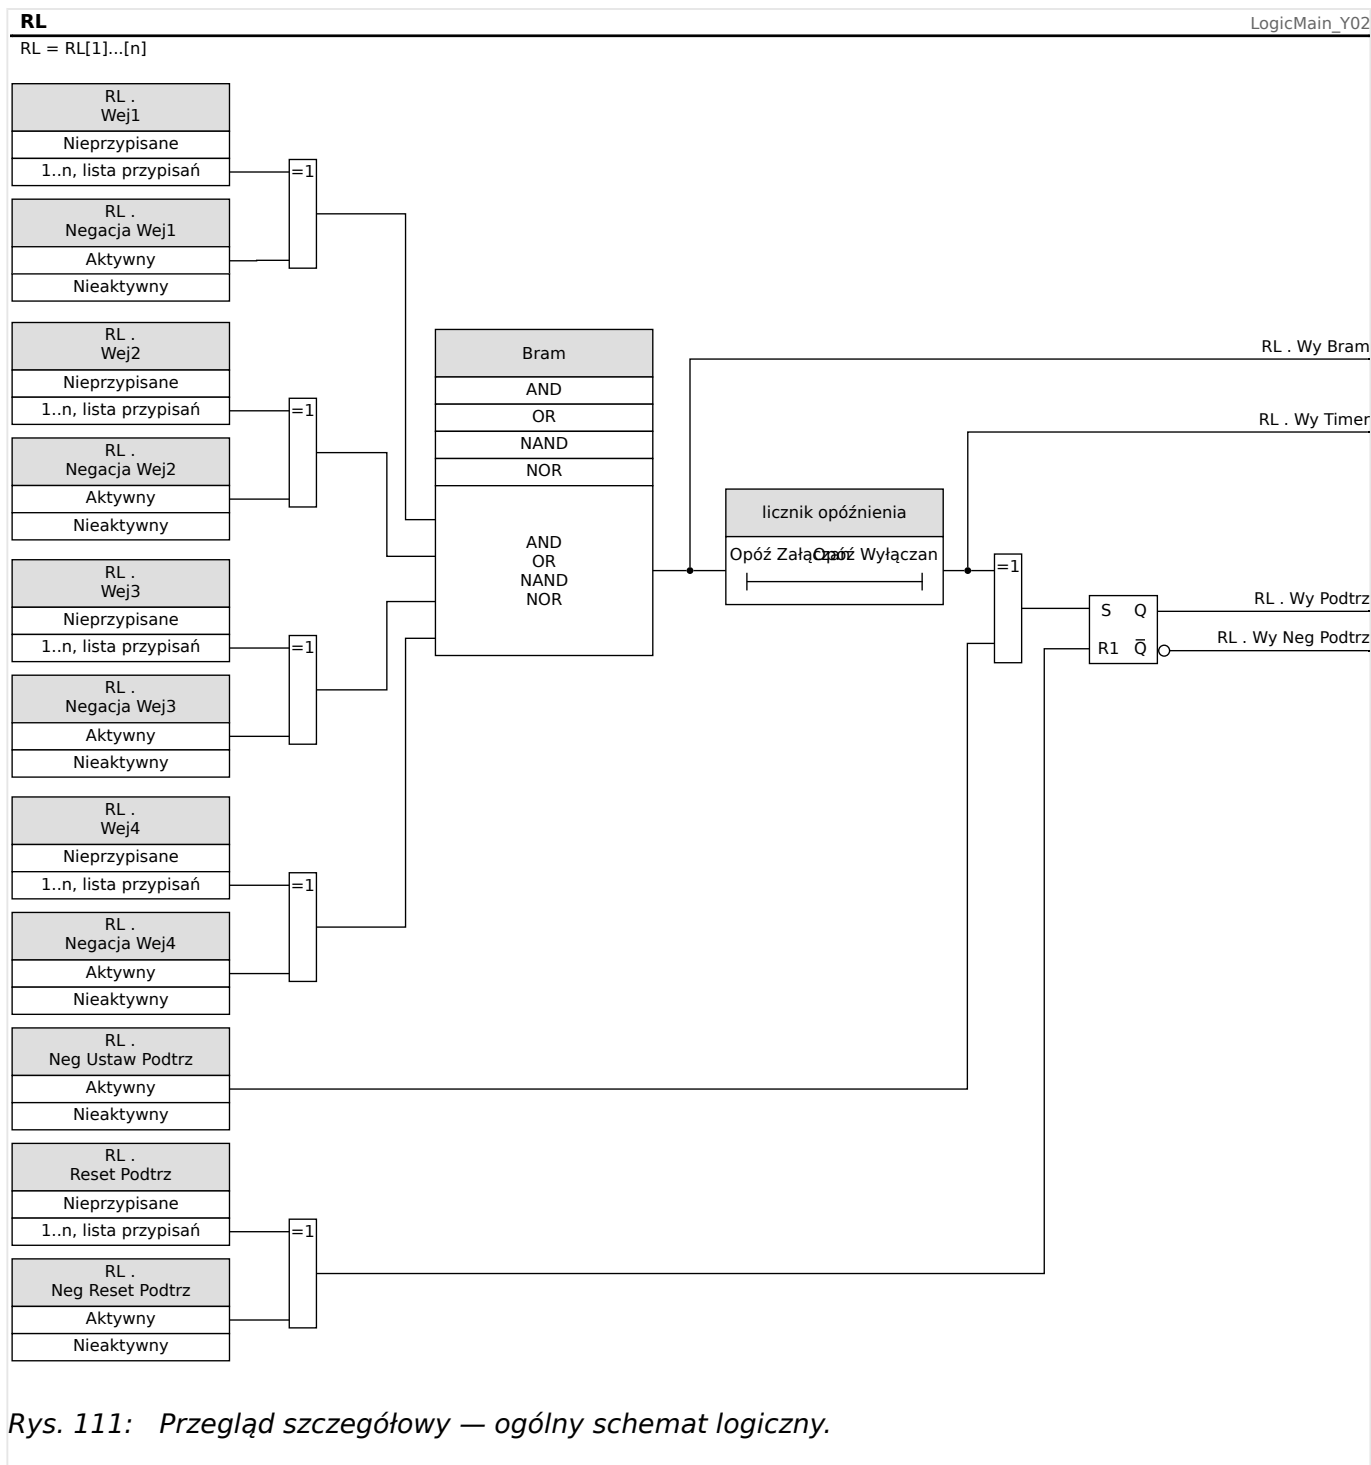 RL
LogicMain_Y02
RL = RL[1]...[n]
RL .
Wej1
Nieprzypisane
1..n, lista przypisań
=1
RL .
Negacja Wej1
Aktywny
Nieaktywny
RL .
Wej2
Nieprzypisane
1..n, lista przypisań
=1
RL .
Negacja Wej2
Aktywny
Nieaktywny
RL .
Wej3
Nieprzypisane
1..n, lista przypisań
=1
RL .
Negacja Wej3
Aktywny
Nieaktywny
RL .
Wej4
Nieprzypisane
1..n, lista przypisań
=1
RL .
Negacja Wej4
Aktywny
Nieaktywny
RL .
Neg Ustaw Podtrz
Aktywny
Nieaktywny
RL .
Reset Podtrz
Nieprzypisane
1..n, lista przypisań
=1
RL .
Neg Reset Podtrz
Aktywny
Nieaktywny
Bram
AND
OR
NAND
NOR
AND
OR
NAND
NOR
licznik opóźnienia
Opóź Załączan
Opóź Wyłączan
=1
S Q
R1 Q̅
RL . Wy Bram
RL . Wy Timer
RL . Wy Podtrz
RL . Wy Neg Podtrz
Rys. 111: Przegląd szczegółowy — ogólny schemat logiczny.